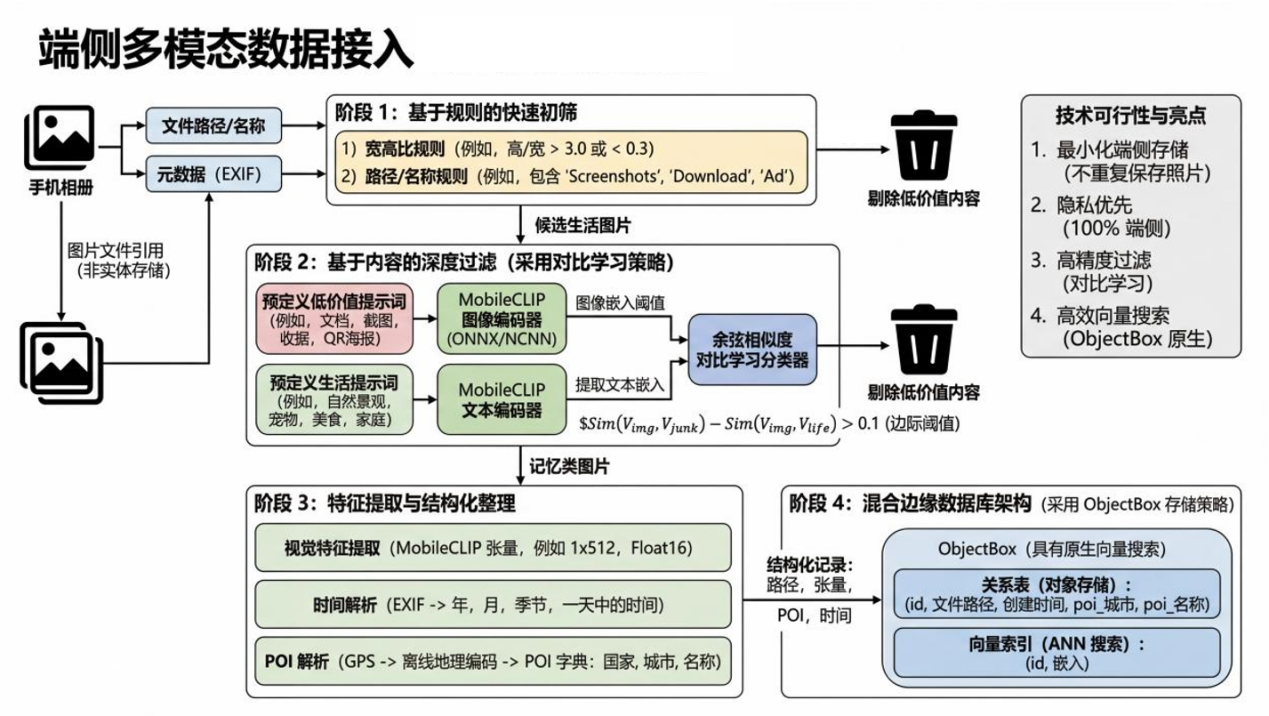 端侧多模态数据接入
手机相册
文件路径/名称
元数据（EXIF）
图片文件引用
（非实体存储）
阶段 1：基于规则的快速初筛
1）宽高比规则（例如，高/宽 > 3.0 或 < 0.3）
2）路径/名称规则（例如，包含 'Screenshots', 'Download', 'Ad'）
剔除低价值内容
候选生活图片
阶段 2：基于内容的深度过滤（采用对比学习策略）
预定义低价值提示词
（例如，文档，截图，
收据，QR海报）
MobileCLIP
图像编码器
(ONNX/NCNN)
图像嵌入阈值
预定义生活提示词
（例如，自然景观，
宠物，美食，家庭）
MobileCLIP
文本编码器
提取文本嵌入
余弦相似度
对比学习分类器
$Sim(V_img, V_junk) − Sim(V_img, V_life) > 0.1 (边际阈值)
剔除低价值内容
记忆类图片
阶段 3：特征提取与结构化整理
视觉特征提取（MobileCLIP 张量，例如 1x512，Float16）
时间解析（EXIF -> 年，月，季节，一天中的时间）
POI 解析（GPS -> 离线地理编码 -> POI 字典：国家, 城市, 名称）
结构化记录：
路径，张量，
POI，时间
阶段 4：混合边缘数据库架构（采用 ObjectBox 存储策略）
ObjectBox（具有原生向量搜索）
关系表（对象存储）：
(id, 文件路径, 创建时间, poi_城市, poi_名称)
向量索引（ANN 搜索）：
(id, 嵌入)
技术可行性与亮点
1. 最小化端侧存储
（不重复保存照片）
2. 隐私优先
（100% 端侧）
3. 高精度过滤
（对比学习）
4. 高效向量搜索
（ObjectBox 原生）